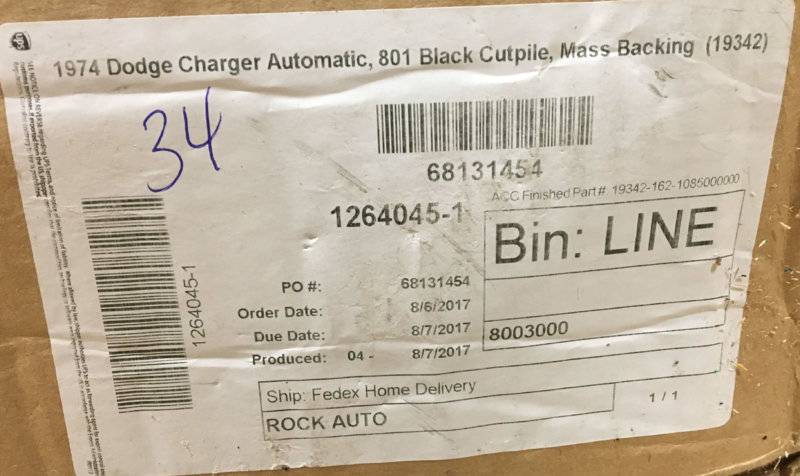 1974 Dodge Charger Automatic, 801 Black Cutpile, Mass Backing (19342)
34
68131454
ACC Finished Part# 19342-162-1085000000
1264045-1
Bin: LINE
1264045-1
PO #: 68131454
Order Date: 8/6/2017
Due Date: 8/7/2017
8003000
Produced: 04 - 8/7/2017
Ship: Fedex Home Delivery
1 / 1
ROCK AUTO